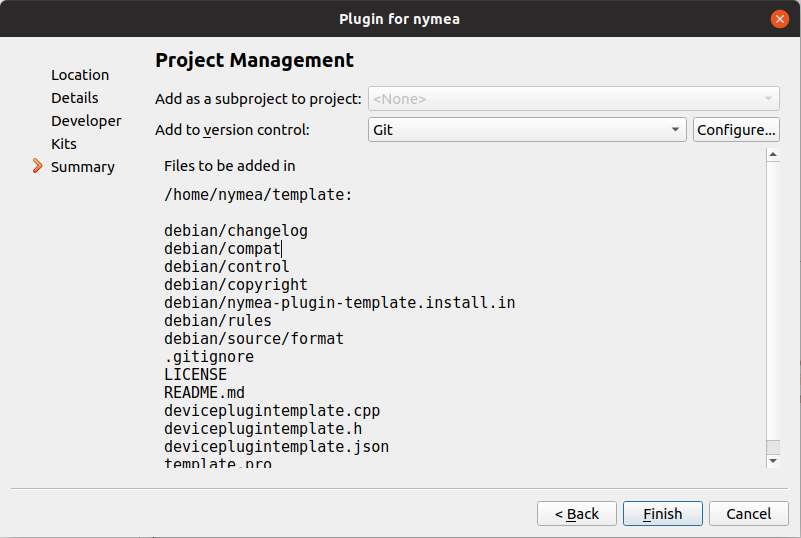 Plugin for nymea
Location
Details
Developer
Kits
Summary
Project Management
Add as a subproject to project: <None>
Add to version control: Git Configure...
Files to be added in
/home/nymea/template:
debian/changelog
debian/compat
debian/control
debian/copyright
debian/nymea-plugin-template.install.in
debian/rules
debian/source/format
.gitignore
LICENSE
README.md
deviceplugintemplate.cpp
deviceplugintemplate.h
deviceplugintemplate.json
template.pro
< Back Finish Cancel